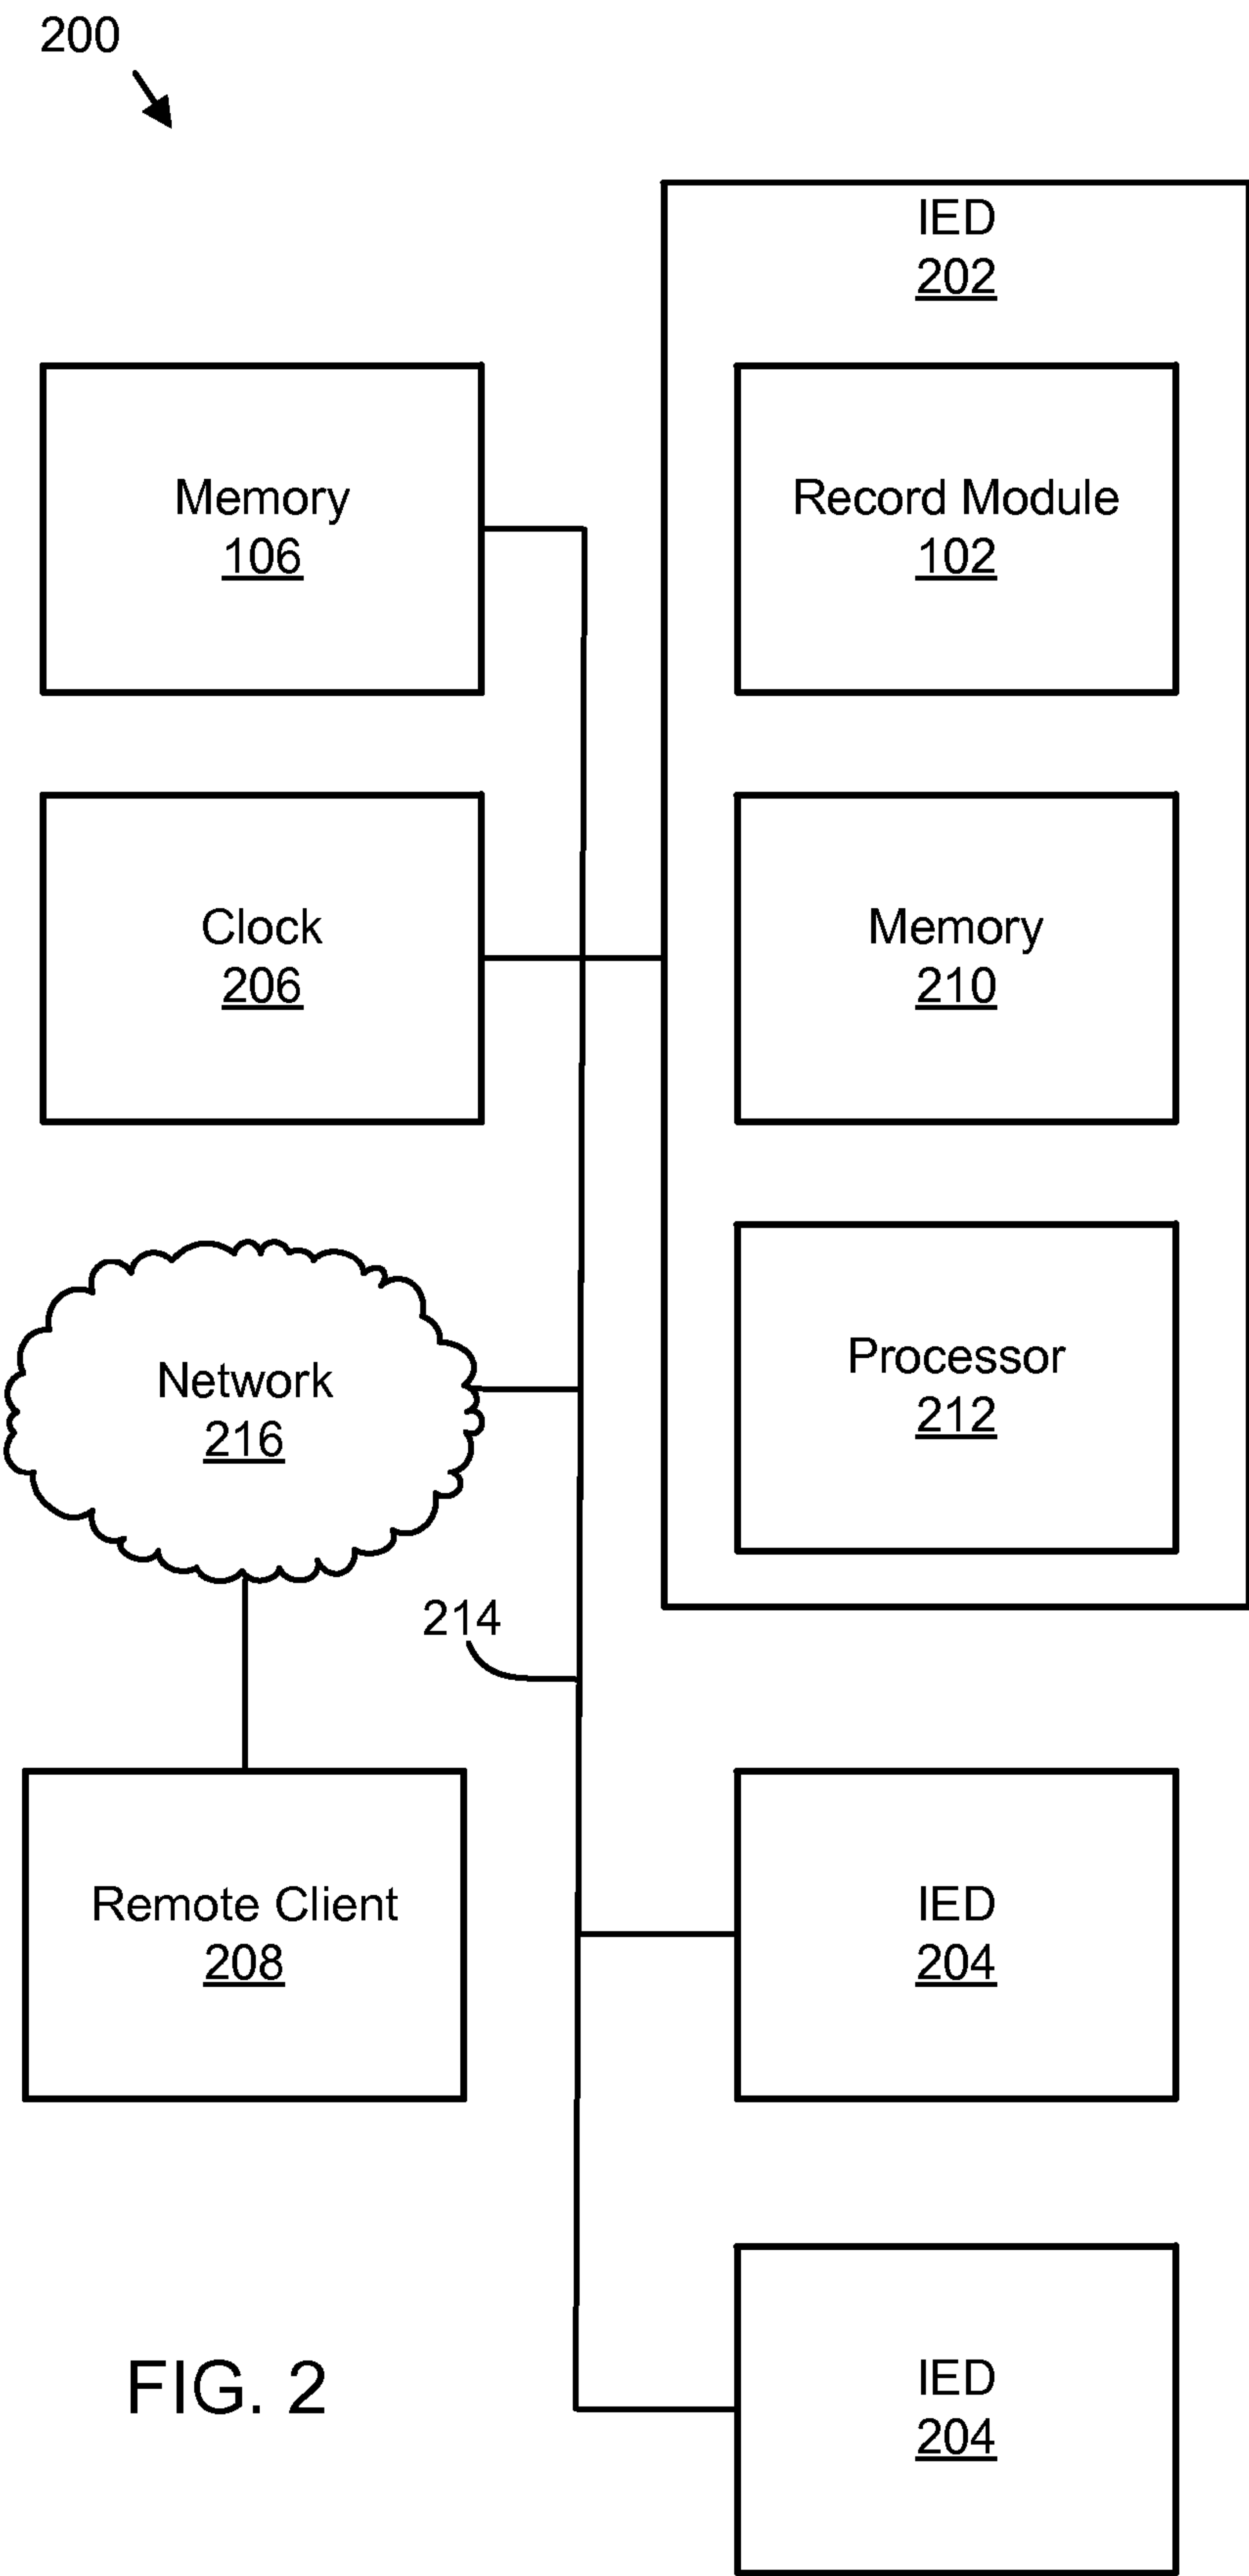 200
IED
202
Memory
106
Record Module
102
Clock
206
Memory
210
Network
216
Processor
212
214
Remote Client
208
IED
204
FIG. 2
IED
204